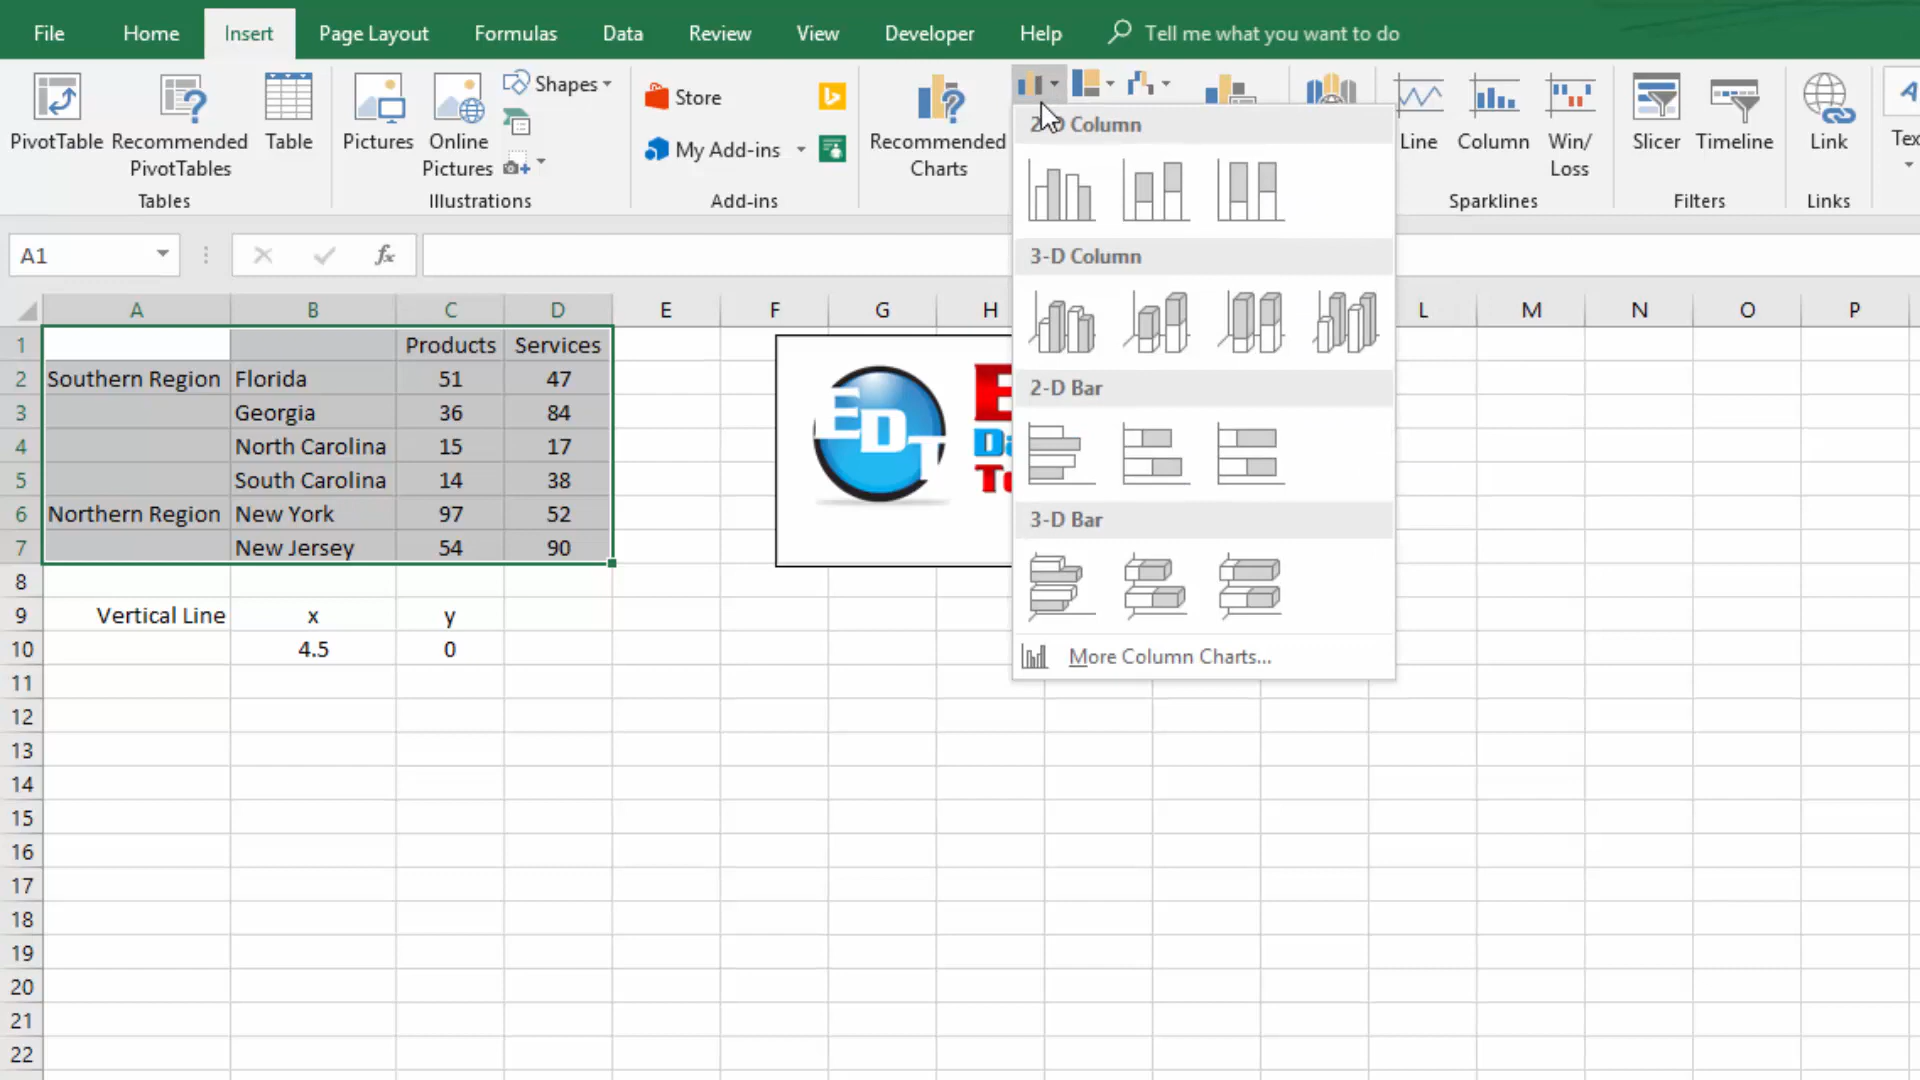 File Home Insert Page Layout Formulas Data Review View Developer Help Tell me what you want to do
PivotTable
Recommended
PivotTables
Table
Tables
Pictures
Online
Pictures
Shapes
Illustrations
Store
My Add-ins
Add-ins
Recommended
Charts
Line
Column
Win/
Loss
Sparklines
Slicer
Timeline
Filters
Link
Links
A1
fx
2-D Column
3-D Column
2-D Bar
3-D Bar
More Column Charts...
A B C D E F G H L M N O P
1 Products Services
2 Southern Region Florida 51 47
3 Georgia 36 84
4 North Carolina 15 17
5 South Carolina 14 38
6 Northern Region New York 97 52
7 New Jersey 54 90
8
9 Vertical Line x y
10 4.5 0
11
12
13
14
15
16
17
18
19
20
21
22
EDT